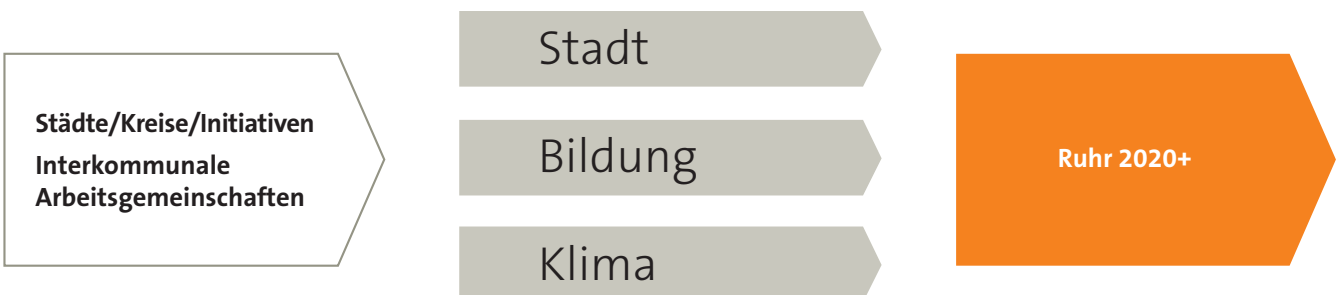 Städte/Kreise/Initiativen
Interkommunale
Arbeitsgemeinschaften
Stadt
Bildung
Klima
Ruhr 2020+